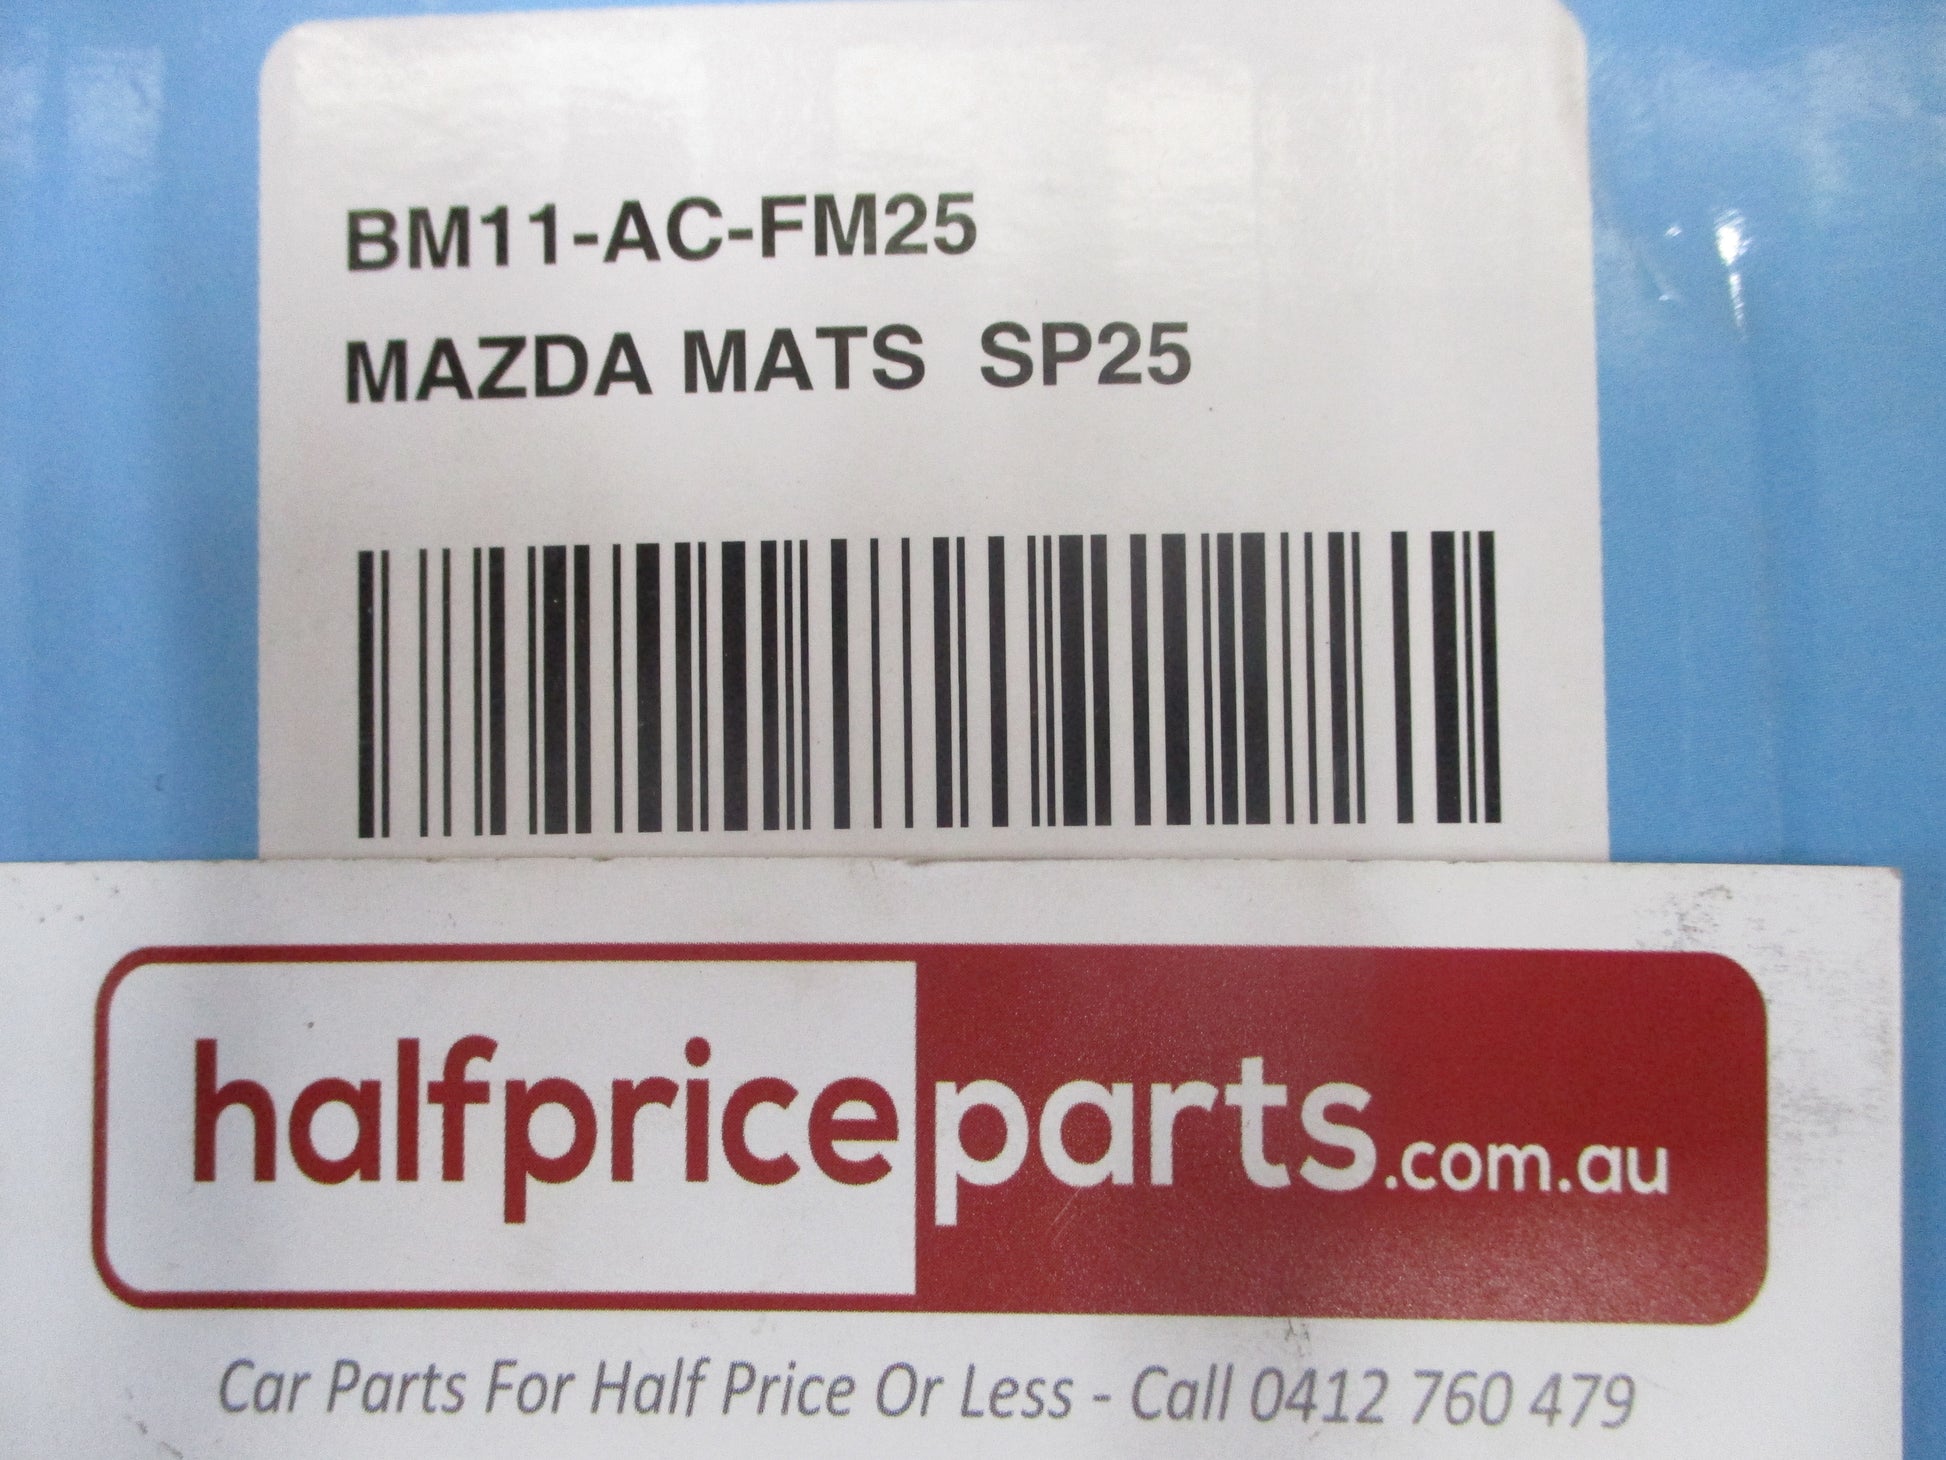 BM11-AC-FM25
MAZDA MATS SP25
halfpriceparts.com.au
Car Parts For Half Price Or Less - Call 0412 760 479